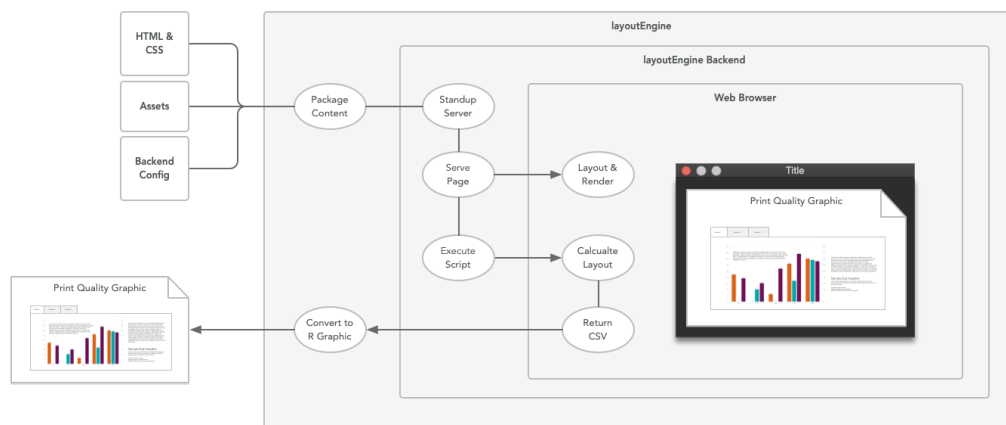 layoutEngine
HTML &
CSS
layoutEngine Backend
Web Browser
Assets
Package
Content
Standup
Server
Backend
Config
Serve
Page
Layout &
Render
Title
Print Quality Graphic
Execute
Script
Calcualte
Layout
Print Quality Graphic
Convert to
R Graphic
Return
CSV